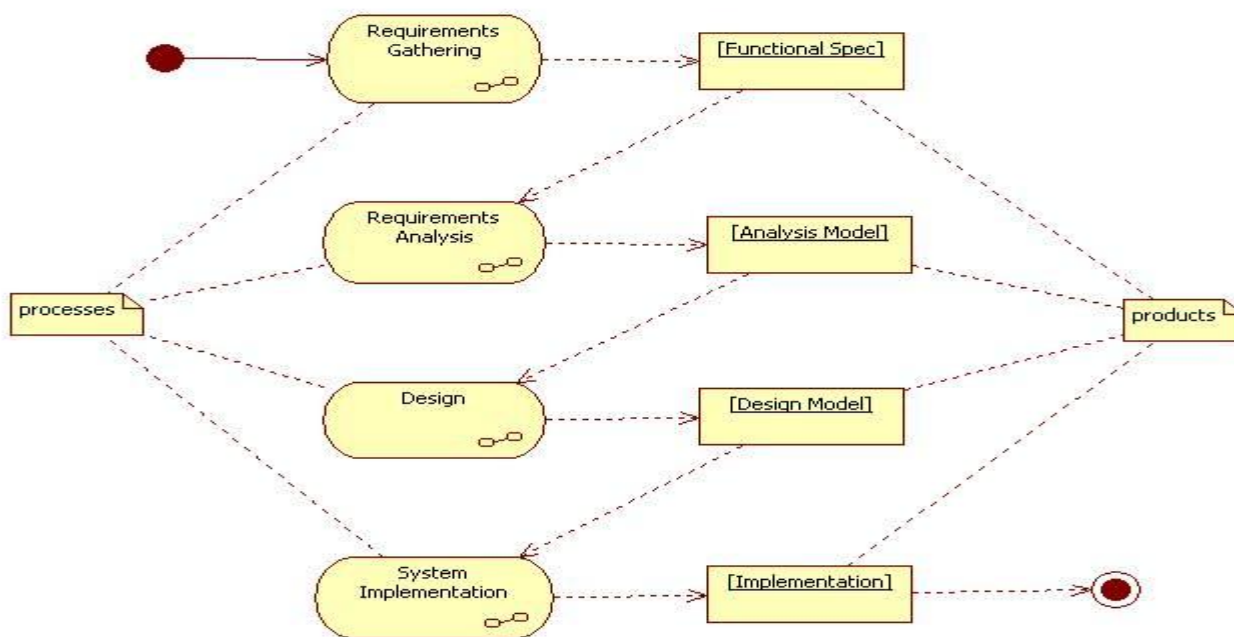 Requirements
Gathering
[Functional Spec]
Requirements
Analysis
[Analysis Model]
processes
products
Design
[Design Model]
System
Implementation
[Implementation]